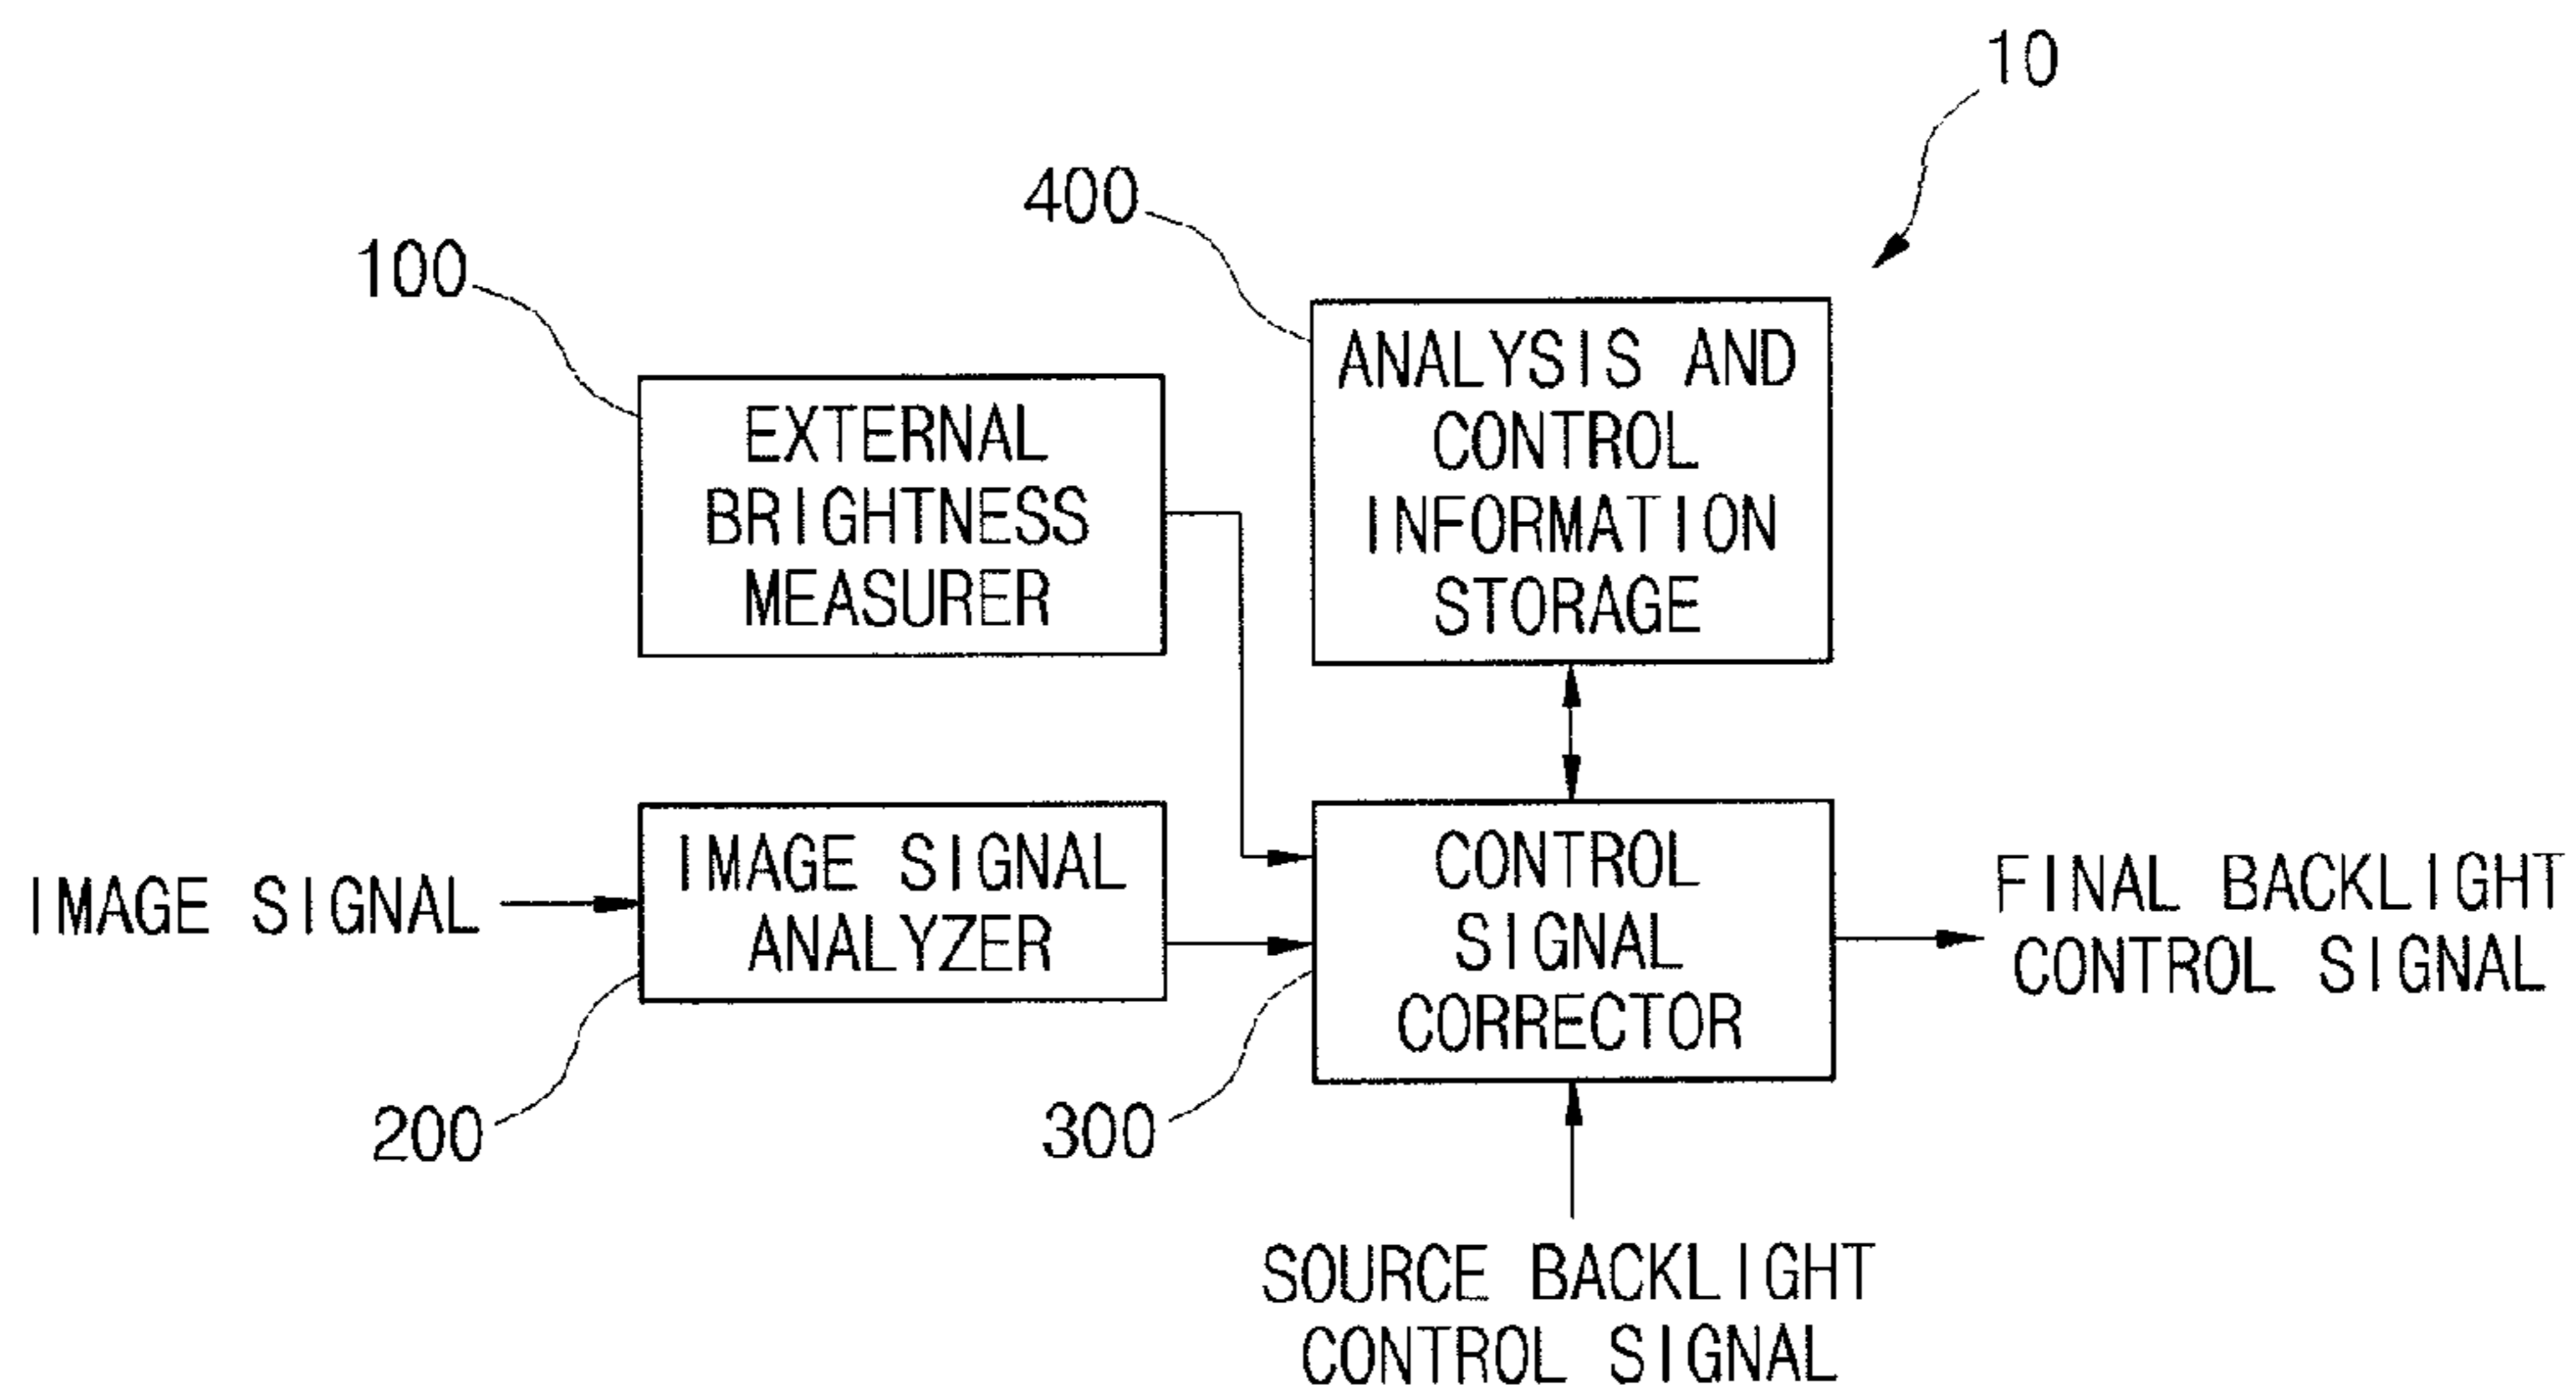 10
400
100
ANALYSIS AND
CONTROL
INFORMATION
STORAGE
EXTERNAL
BRIGHTNESS
MEASURER
IMAGE SIGNAL
IMAGE SIGNAL
ANALYZER
CONTROL
SIGNAL
CORRECTOR
FINAL BACKLIGHT
CONTROL SIGNAL
200
300
SOURCE BACKLIGHT
CONTROL SIGNAL